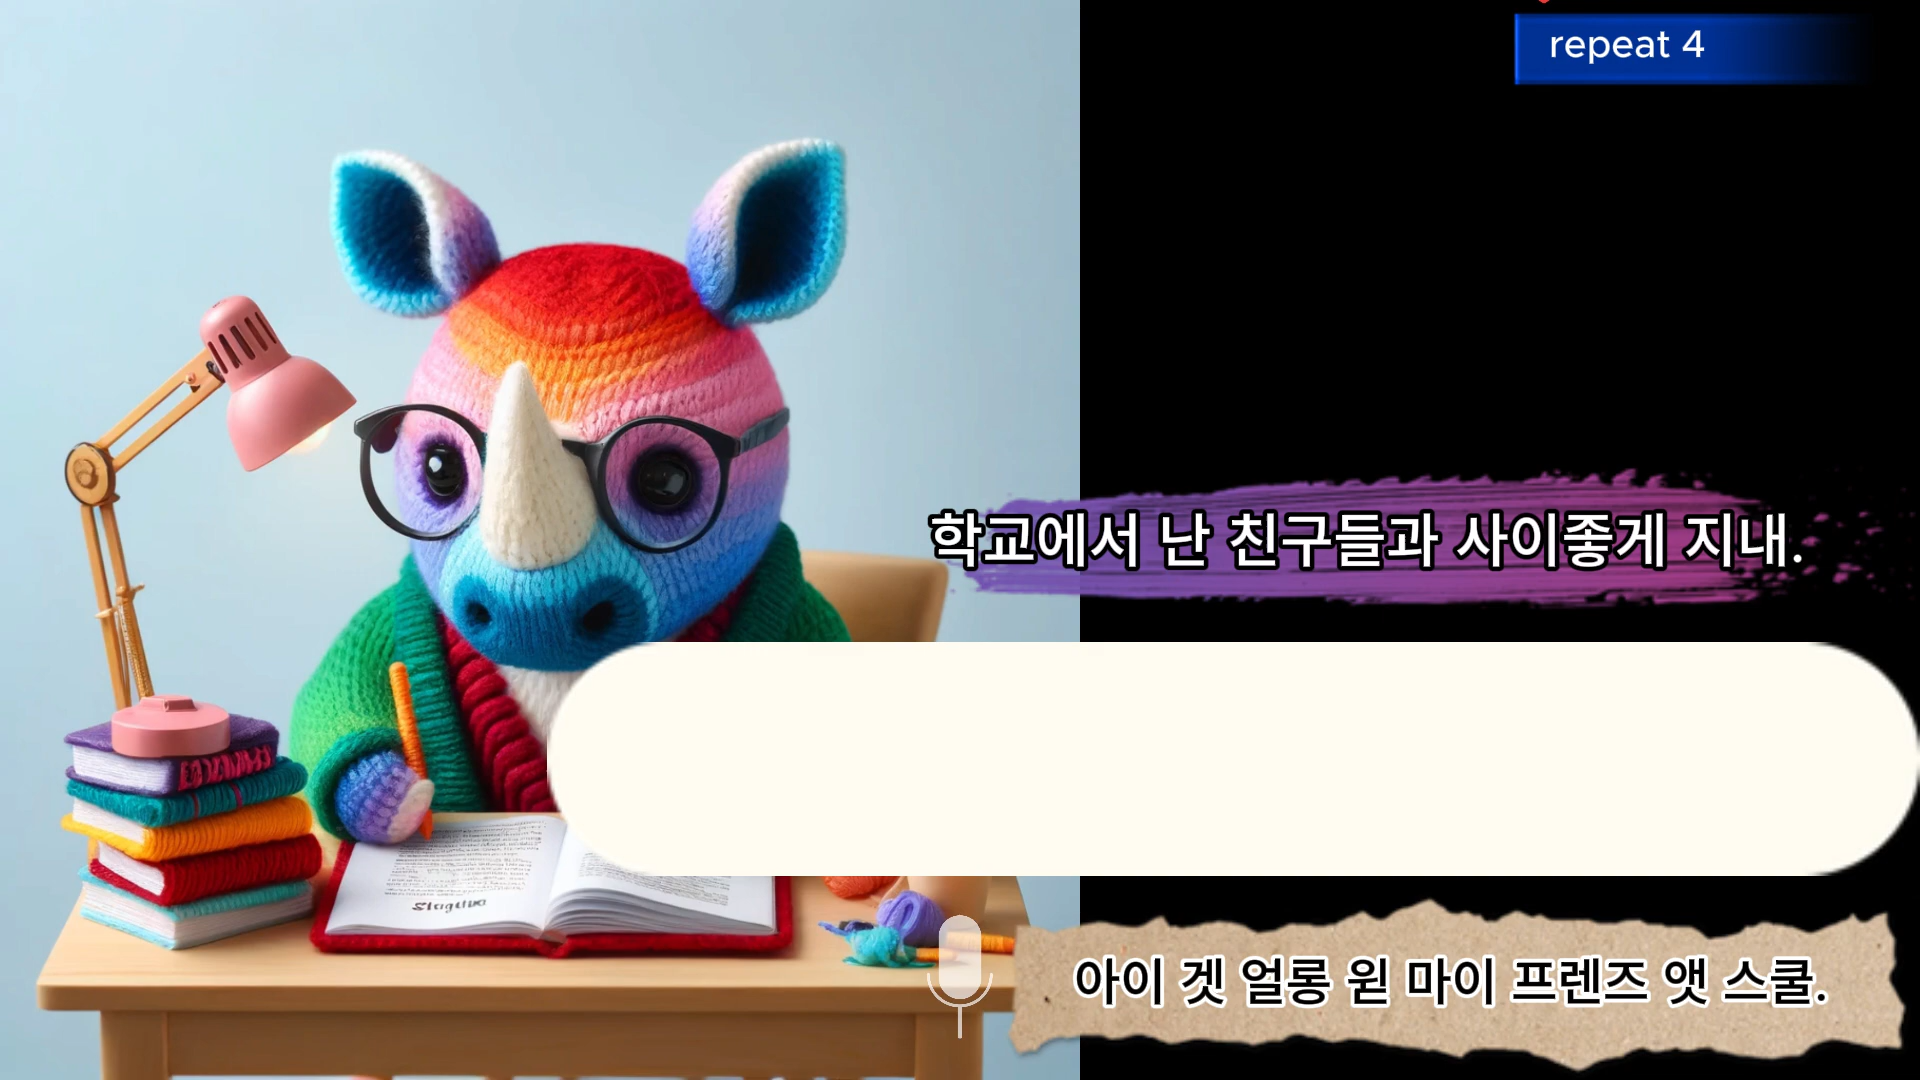 repeat 4
학교에서 난 친구들과 사이좋게 지내.
아이 겟 얼롱 윋 마이 프렌즈 앳 스쿨.